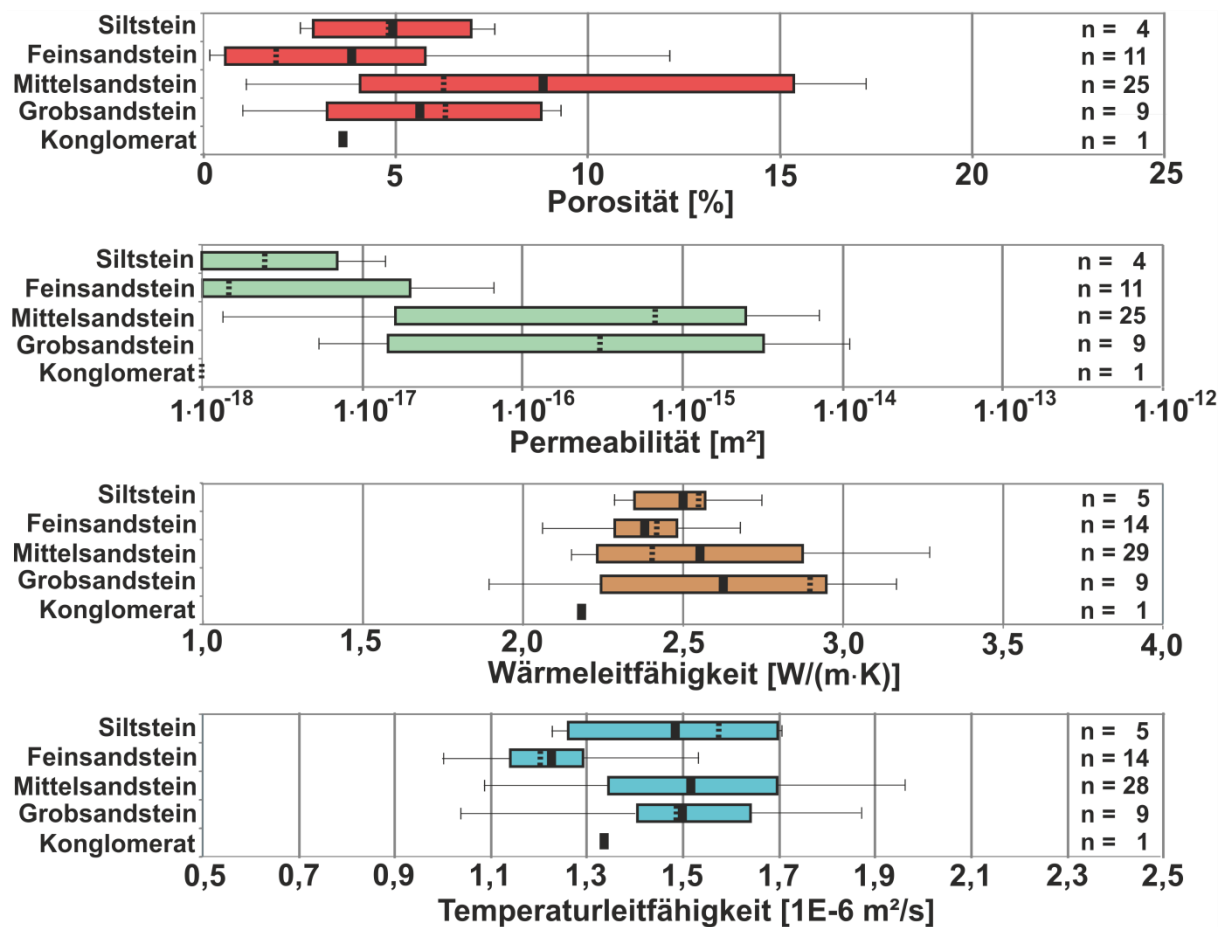 Siltstein n = 4
Feinsandstein n = 11
Mittelsandstein n = 25
Grobsandstein n = 9
Konglomerat n = 1
0 5 10 15 20 25
Porosität [%]
Siltstein n = 4
Feinsandstein n = 11
Mittelsandstein n = 25
Grobsandstein n = 9
Konglomerat n = 1
1·10⁻¹⁸ 1·10⁻¹⁷ 1·10⁻¹⁶ 1·10⁻¹⁵ 1·10⁻¹⁴ 1·10⁻¹³ 1·10⁻¹²
Permeabilität [m²]
Siltstein n = 5
Feinsandstein n = 14
Mittelsandstein n = 29
Grobsandstein n = 9
Konglomerat n = 1
1,0 1,5 2,0 2,5 3,0 3,5 4,0
Wärmeleitfähigkeit [W/(m·K)]
Siltstein n = 5
Feinsandstein n = 14
Mittelsandstein n = 28
Grobsandstein n = 9
Konglomerat n = 1
0,5 0,7 0,9 1,1 1,3 1,5 1,7 1,9 2,1 2,3 2,5
Temperaturleitfähigkeit [1E-6 m²/s]